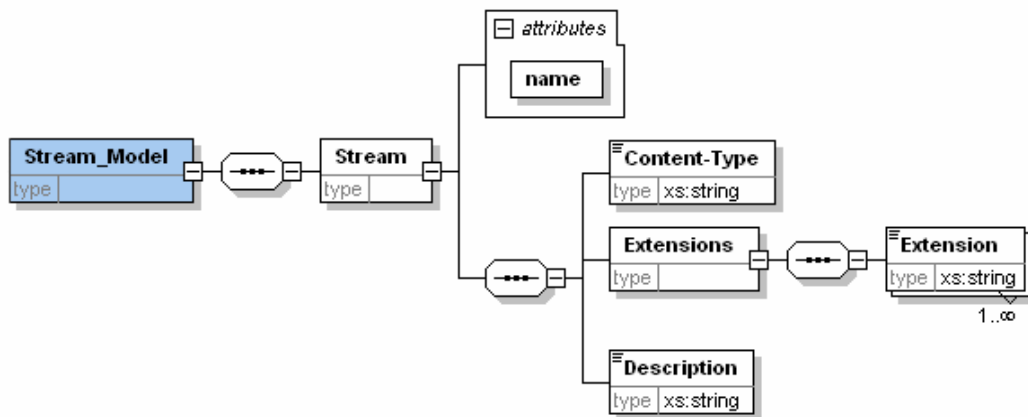 attributes
name
Stream_Model
type
Stream
type
Content-Type
type xs:string
Extensions
type
Extension
type xs:string
1..∞
Description
type xs:string